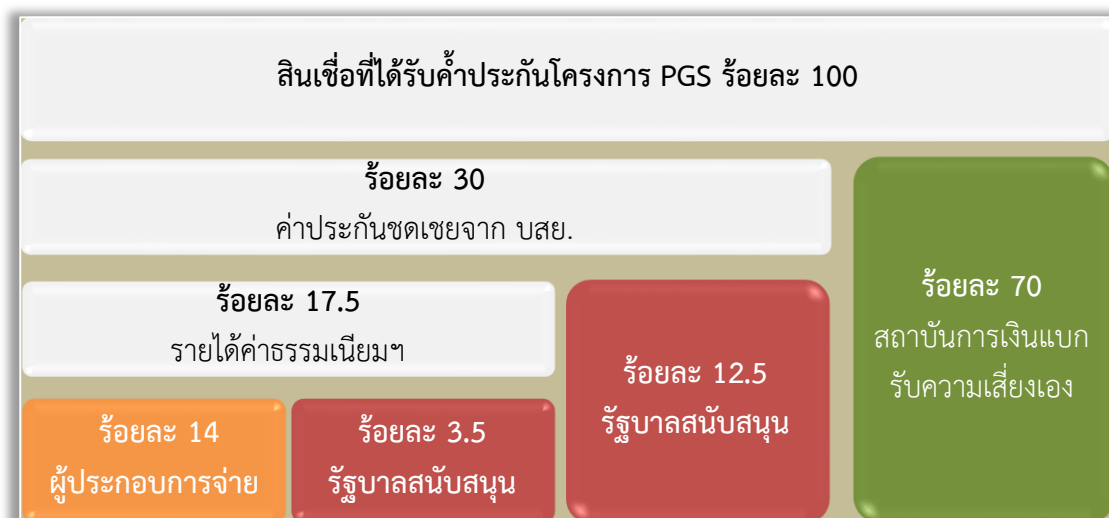 สินเชื่อที่ได้รับค้ำประกันโครงการ PGS ร้อยละ 100
ร้อยละ 30
ค่าประกันชดเชยจาก บสย.
ร้อยละ 17.5
รายได้ค่าธรรมเนียมฯ
ร้อยละ 14
ผู้ประกอบการจ่าย
ร้อยละ 3.5
รัฐบาลสนับสนุน
ร้อยละ 12.5
รัฐบาลสนับสนุน
ร้อยละ 70
สถาบันการเงินแบก
รับความเสี่ยงเอง